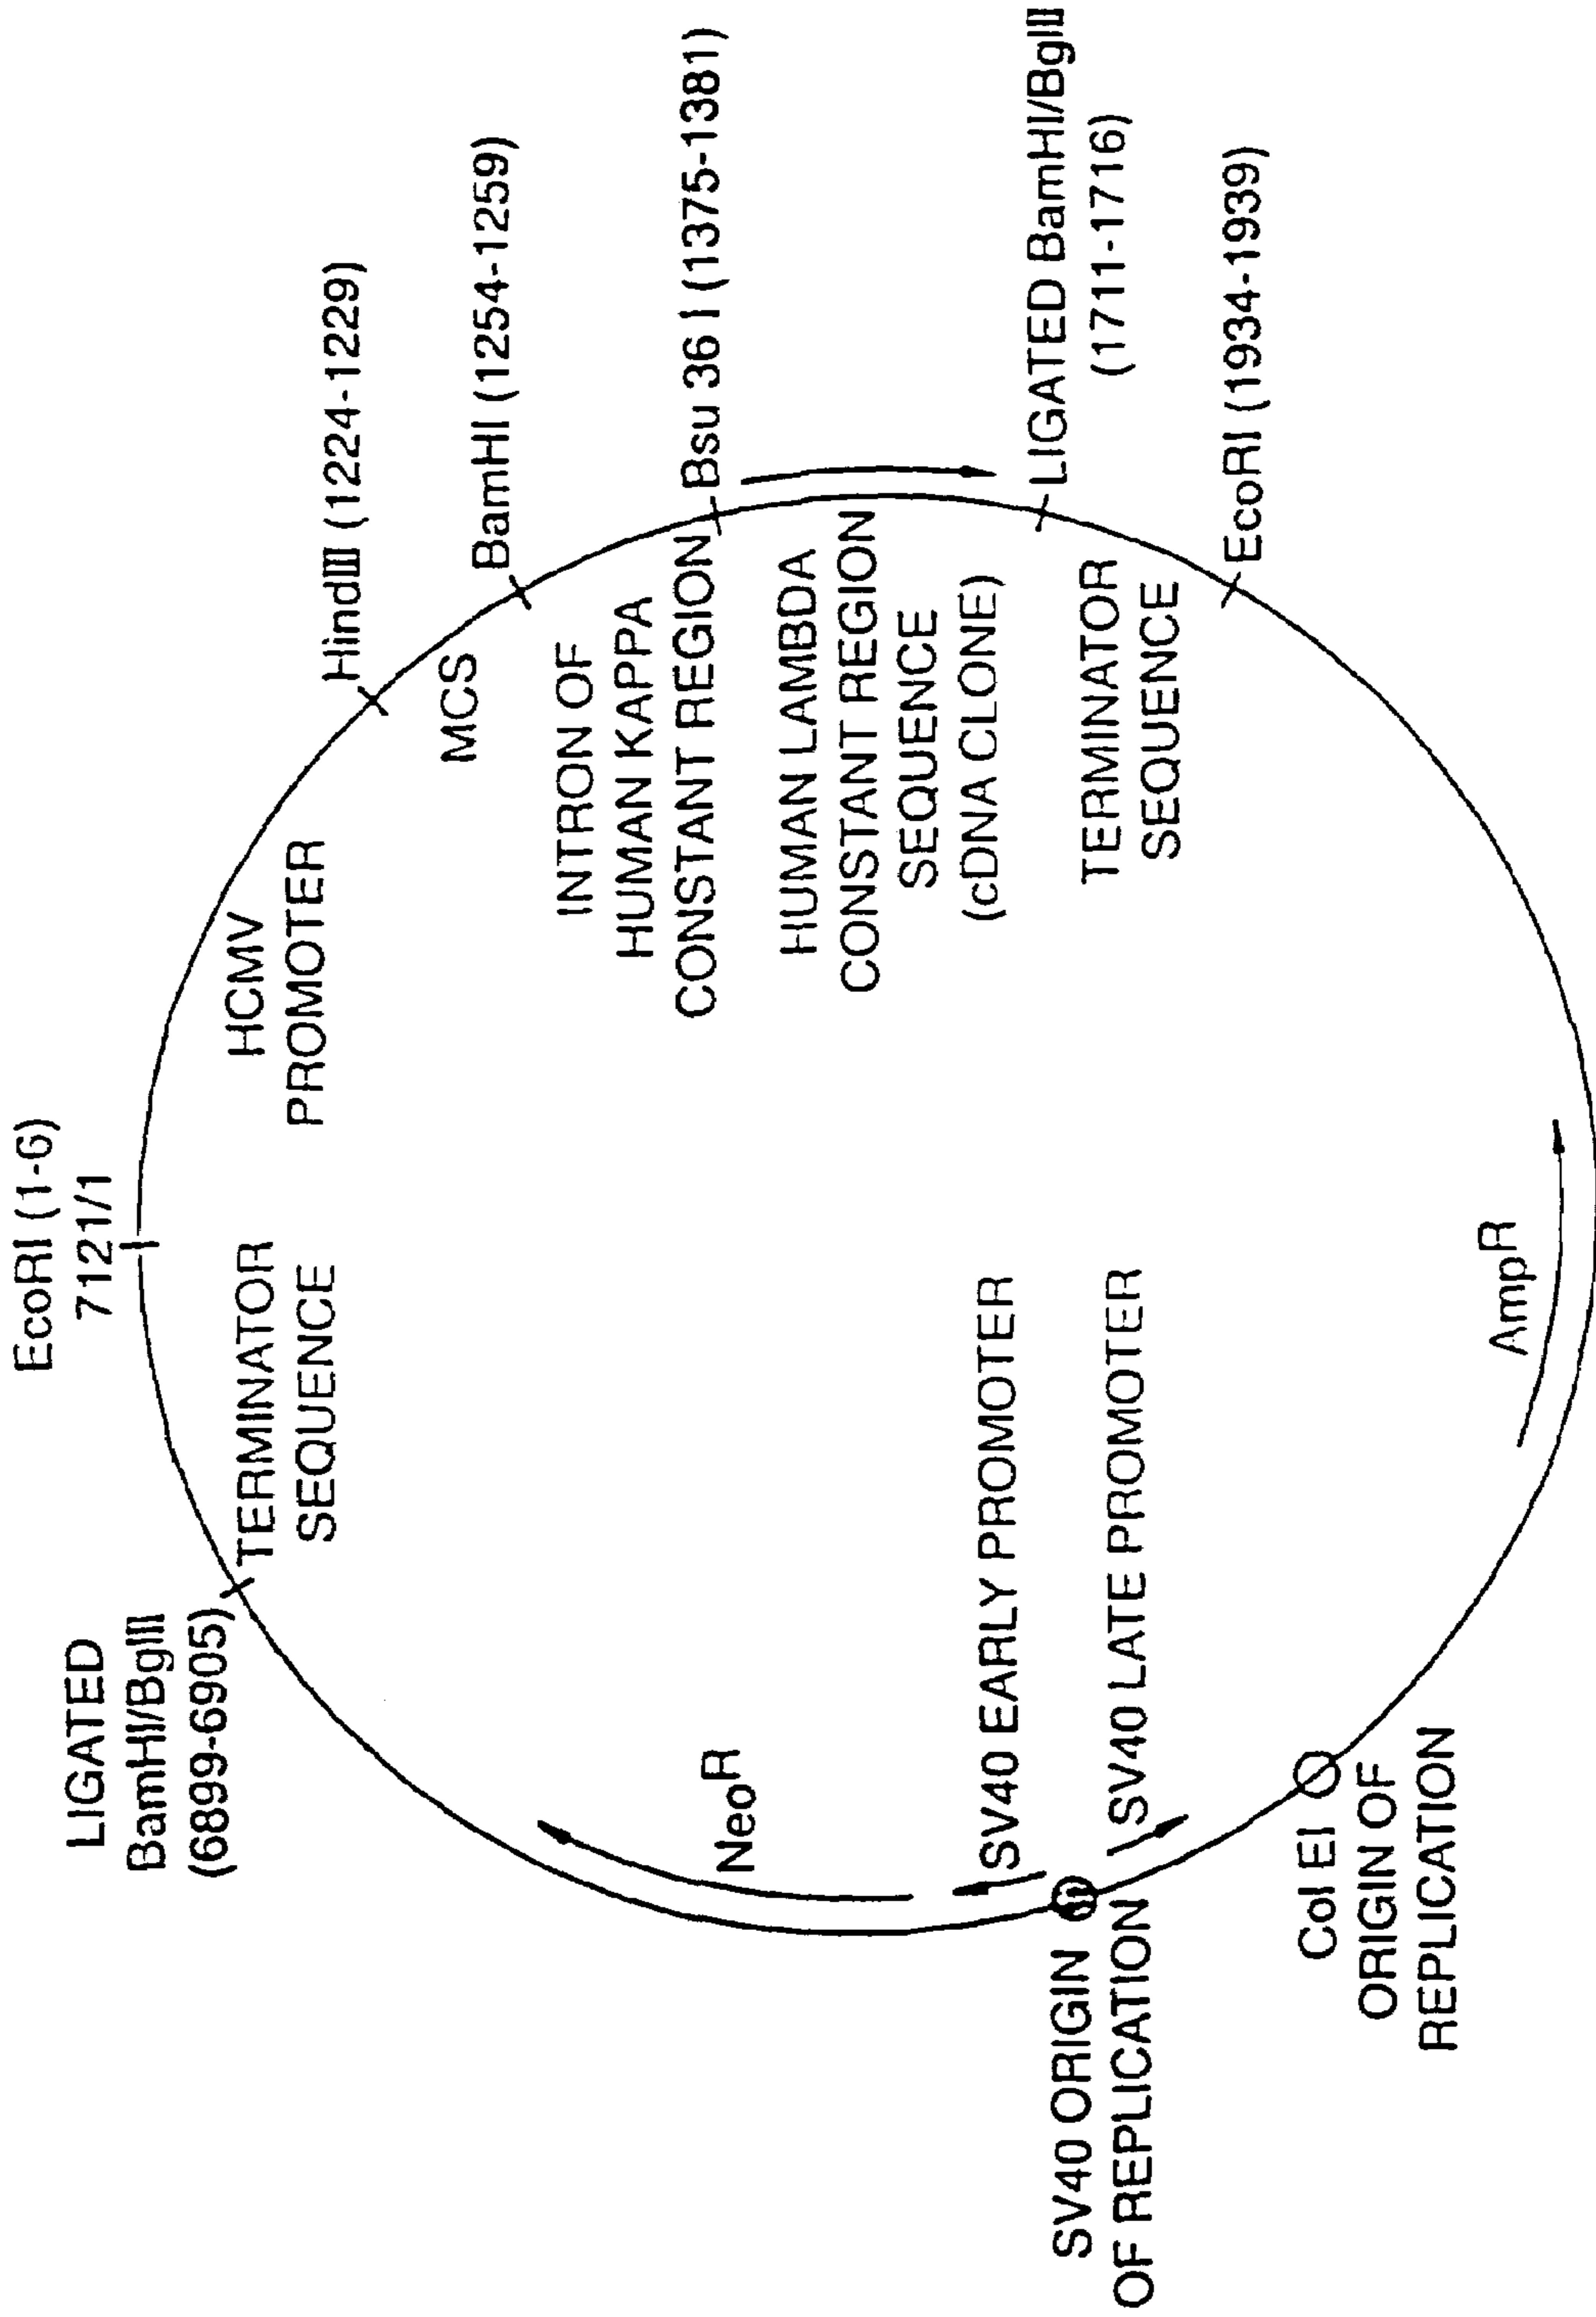 EcoRI (1-6)
7121/1
HCMV
PROMOTER
HindIII (1224-1229)
MCS
BamHI (1254-1259)
INTRON OF
HUMAN KAPPA
CONSTANT REGION
Bsu 36 I (1375-1381)
HUMAN LAMBDA
CONSTANT REGION
SEQUENCE
(cDNA CLONE)
LIGATED BamHI/BglII
(1711-1716)
TERMINATOR
SEQUENCE
EcoRI (1934-1939)
AmpR
Col EI
ORIGIN OF
REPLICATION
SV40 LATE PROMOTER
SV40 EARLY PROMOTER
SV40 ORIGIN
OF REPLICATION
NeoR
LIGATED
BamHI/BglII
(6899-6905)
TERMINATOR
SEQUENCE